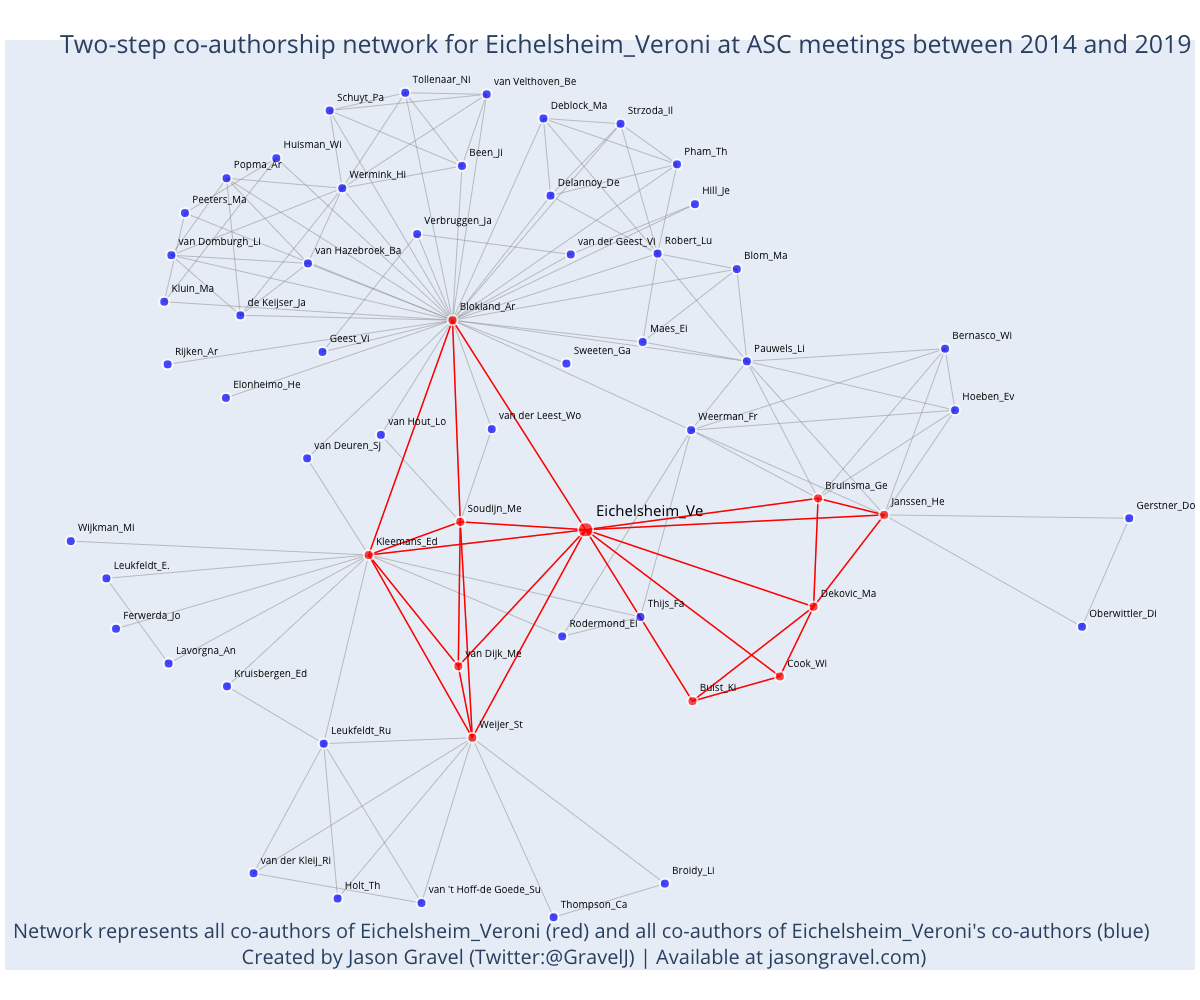 Two-step co-authorship network for Eichelsheim_Veroni at ASC meetings between 2014 and 2019
Tollenaar_Ni
van Velthoven_Be
Schuyt_Pa
Deblock_Ma
Strzoda_Il
Huisman_Wi
Been_Ji
Pham_Th
Popma_Ar
Wermink_Hi
Delannoy_De
Hill_Je
Peeters_Ma
Verbruggen_Ja
van Domburgh_Li
van Hazebroek_Ba
van der Geest_Vi
Robert_Lu
Blom_Ma
Kluin_Ma
de Keijser_Ja
Blokland_Ar
Maes_Ei
Geest_Vi
Bernasco_Wi
Rijken_Ar
Sweeten_Ga
Pauwels_Li
Elonheimo_He
Hoeben_Ev
van Hout_Lo
van der Leest_Wo
Weerman_Fr
van Deuren_Sj
Bruinsma_Ge
Janssen_He
Soudijn_Me
Eichelsheim_Ve
Gerstner_Do
Wijkman_Mi
Kleemans_Ed
Leukfeldt_E.
Dekovic_Ma
Ferwerda_Jo
Thijs_Fa
Rodermond_El
Oberwittler_Di
Lavorgna_An
van Dijk_Me
Cook_Wi
Kruisbergen_Ed
Buist_Ki
Leukfeldt_Ru
Weijer_St
van der Kleij_Ri
Holt_Th
van 't Hoff-de Goede_Su
Broidy_Li
Thompson_Ca
Network represents all co-authors of Eichelsheim_Veroni (red) and all co-authors of Eichelsheim_Veroni's co-authors (blue)
Created by Jason Gravel (Twitter:@GravelJ) | Available at jasongravel.com)